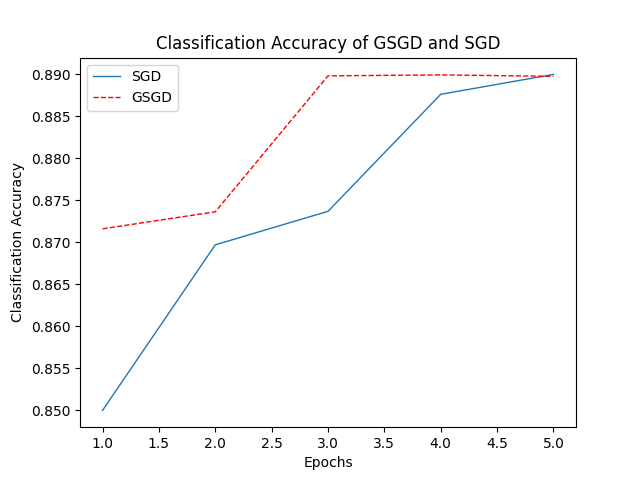 Classification Accuracy of GSGD and SGD
SGD
GSGD
Classification Accuracy
0.890
0.885
0.880
0.875
0.870
0.865
0.860
0.855
0.850
1.0 1.5 2.0 2.5 3.0 3.5 4.0 4.5 5.0
Epochs